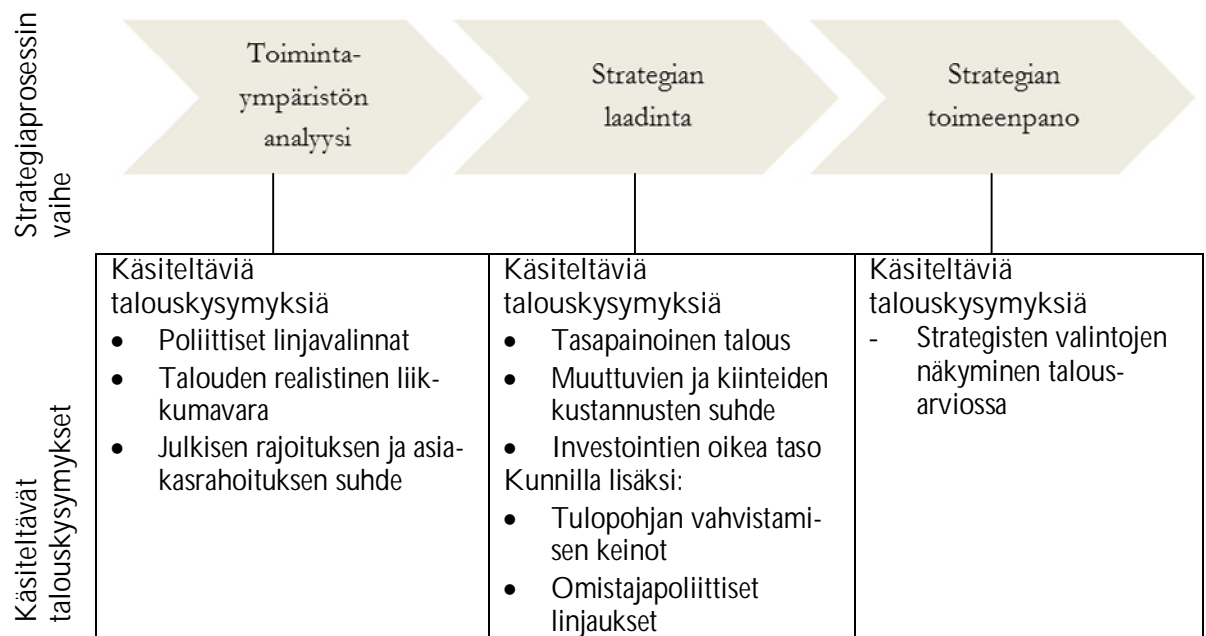 Strategiaprosessin
vaihe
Toiminta-
ympäristön
analyysi
Strategian
laadinta
Strategian
toimeenpano
Käsiteltävät
talouskysymykset
Käsiteltäviä
talouskysymyksiä
• Poliittiset linjavalinnat
• Talouden realistinen liik-
kumavara
• Julkisen rajoituksen ja asia-
kasrahoituksen suhde
Käsiteltäviä
talouskysymyksiä
• Tasapainoinen talous
• Muuttuvien ja kiinteiden
kustannusten suhde
• Investointien oikea taso
Kunnilla lisäksi:
• Tulopohjan vahvistami-
sen keinot
• Omistajapoliittiset
linjaukset
Käsiteltäviä
talouskysymyksiä
- Strategisten valintojen
näkyminen talous-
arviossa